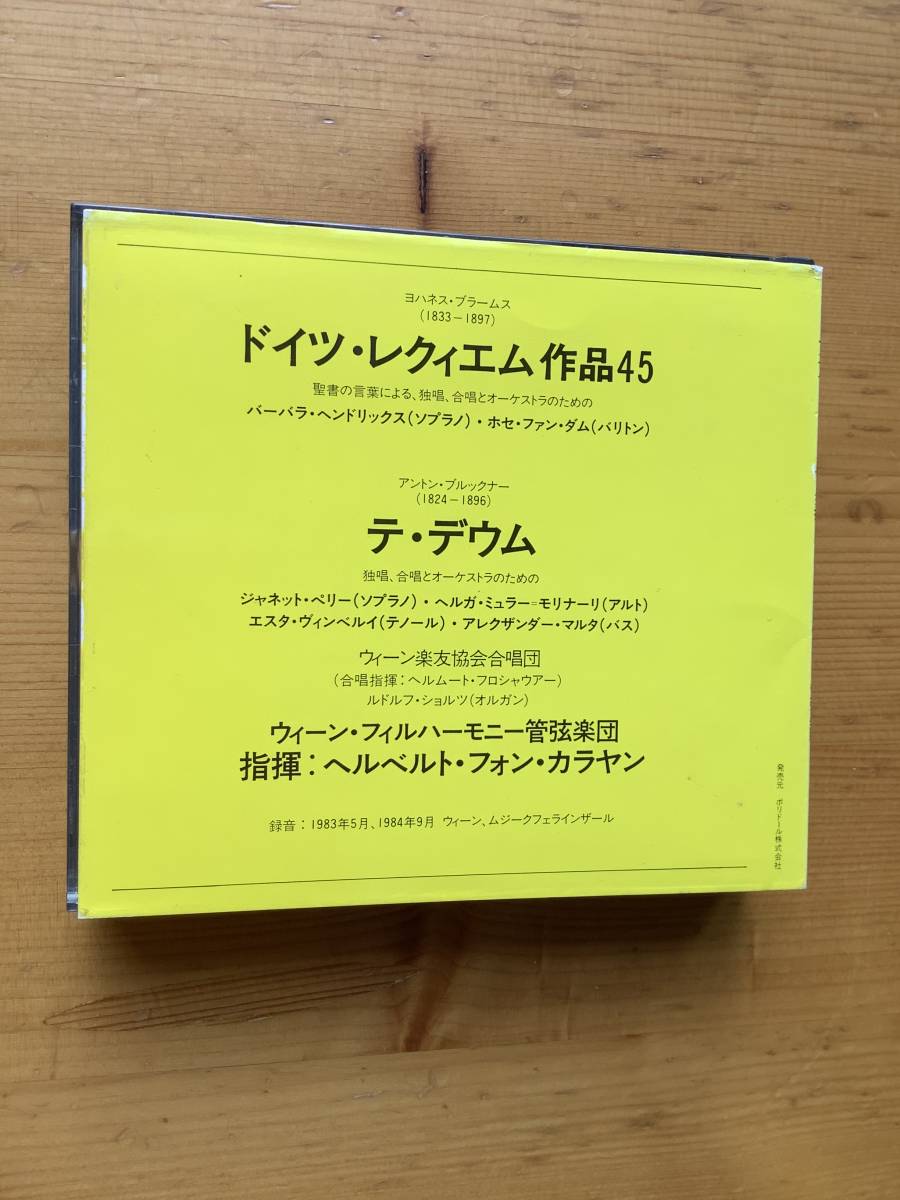 ヨハネス・ブラームス
(1833－1897)
ドイツ・レクィエム 作品45
聖書の言葉による、独唱、合唱とオーケストラのための
バーバラ・ヘンドリックス(ソプラノ)・ホセ・ファン・ダム(バリトン)
アントン・ブルックナー
(1824－1896)
テ・デウム
独唱、合唱とオーケストラのための
ジャネット・ペリー(ソプラノ)・ヘルガ・ミュラー＝モリナーリ(アルト)
エスタ・ヴィンベルイ(テノール)・アレクザンダー・マルタ(バス)
ウィーン楽友協会合唱団
(合唱指揮：ヘルムート・フロシャウアー)
ルドルフ・ショルツ(オルガン)
ウィーン・フィルハーモニー管弦楽団
指揮：ヘルベルト・フォン・カラヤン
録音：1983年5月、1984年9月 ウィーン、ムジークフェラインザール
発売元 ポリドール株式会社